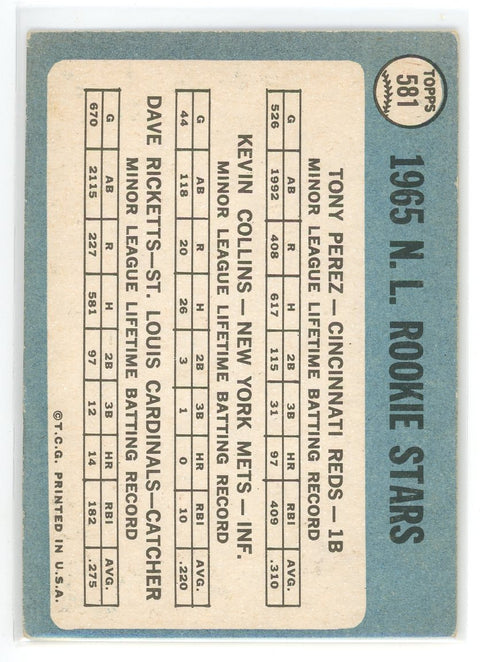 TOPPS
581
1965 N. L. ROOKIE STARS
TONY PEREZ — CINCINNATI REDS — 1B
MINOR LEAGUE LIFETIME BATTING RECORD
G AB R H 2B 3B HR RBI AVG.
526 1992 408 617 115 31 97 409 .310
KEVIN COLLINS — NEW YORK METS — INF.
MINOR LEAGUE LIFETIME BATTING RECORD
G AB R H 2B 3B HR RBI AVG.
44 118 20 26 3 1 0 10 .220
DAVE RICKETTS—ST. LOUIS CARDINALS—CATCHER
MINOR LEAGUE LIFETIME BATTING RECORD
G AB R H 2B 3B HR RBI AVG.
670 2115 227 581 97 12 14 182 .275
©T.C.G. PRINTED IN U.S.A.